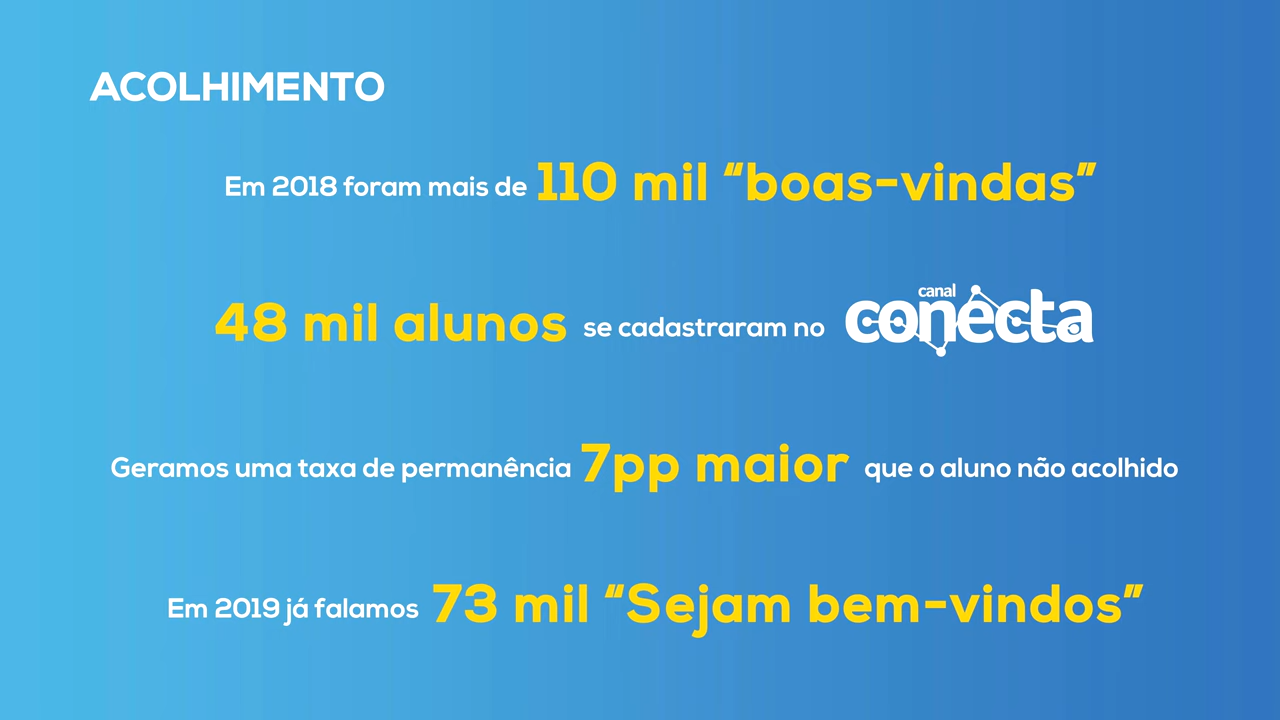 ACOLHIMENTO
Em 2018 foram mais de 110 mil “boas-vindas”
48 mil alunos se cadastraram no canal conecta
Geramos uma taxa de permanência 7pp maior que o aluno não acolhido
Em 2019 já falamos 73 mil “Sejam bem-vindos”